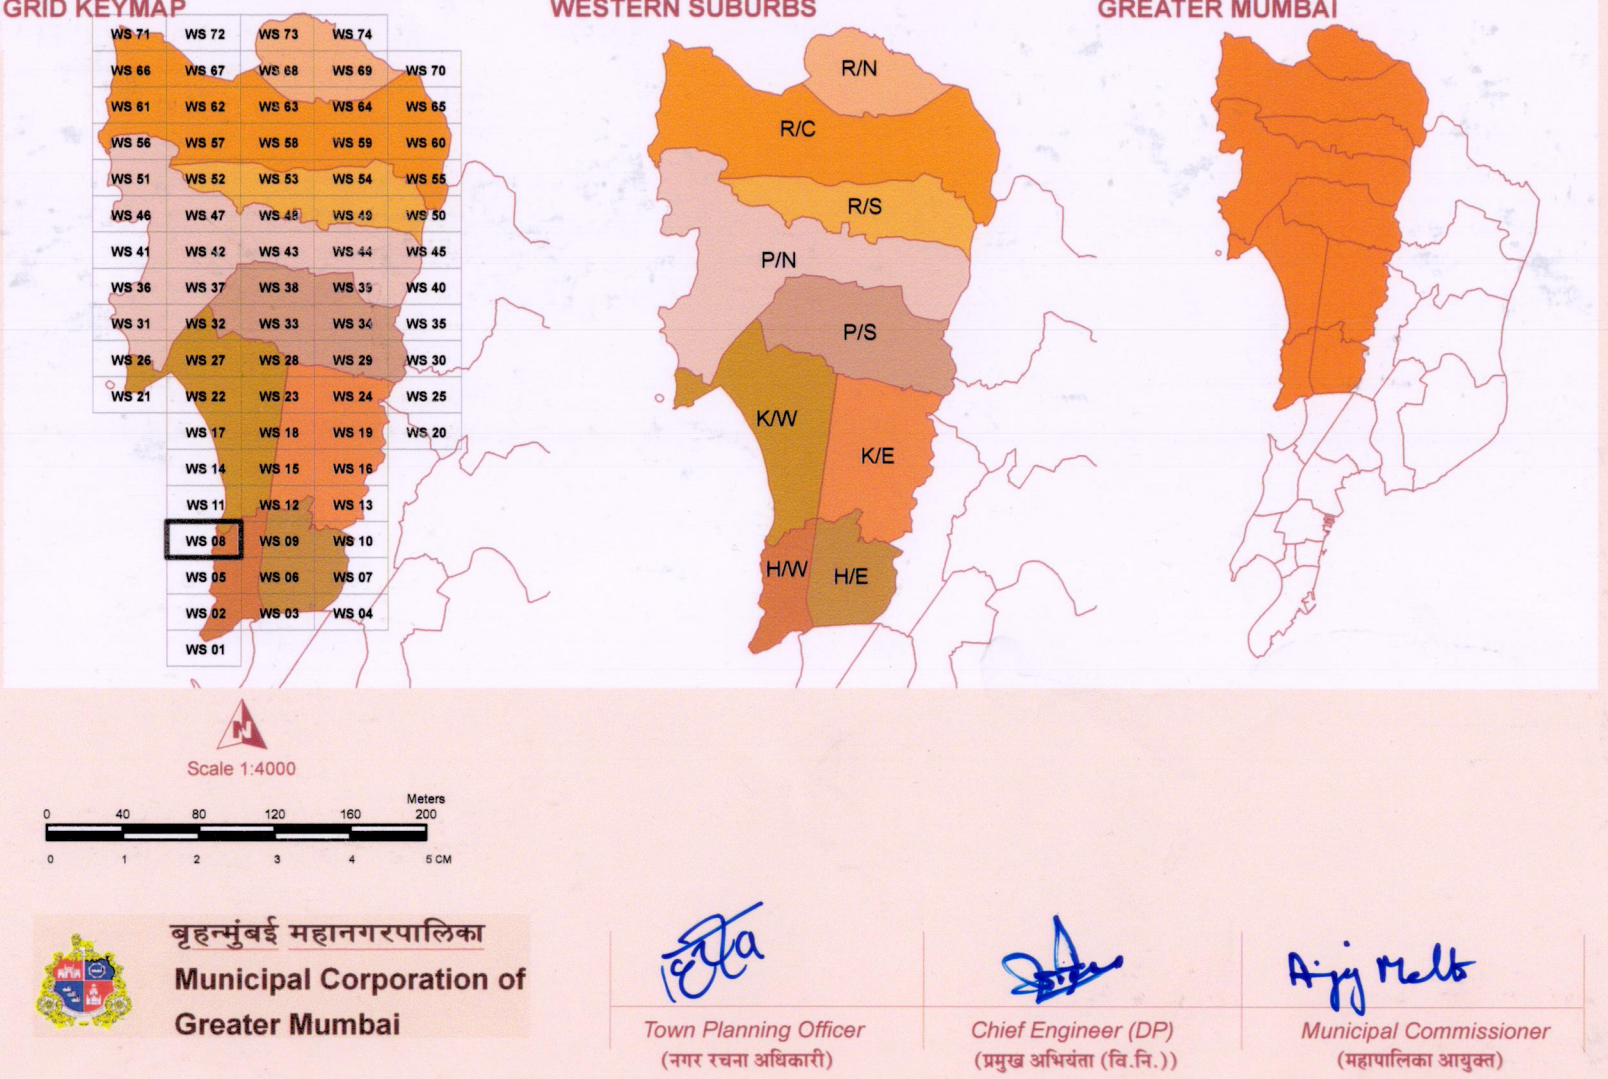 GRID KEYMAP
WESTERN SUBURBS
GREATER MUMBAI
WS 71 WS 72 WS 73 WS 74
WS 66 WS 67 WS 68 WS 69 WS 70
WS 61 WS 62 WS 63 WS 64 WS 65
WS 56 WS 57 WS 58 WS 59 WS 60
WS 51 WS 52 WS 53 WS 54 WS 55
WS 46 WS 47 WS 48 WS 49 WS 50
WS 41 WS 42 WS 43 WS 44 WS 45
WS 36 WS 37 WS 38 WS 39 WS 40
WS 31 WS 32 WS 33 WS 34 WS 35
WS 26 WS 27 WS 28 WS 29 WS 30
WS 21 WS 22 WS 23 WS 24 WS 25
WS 17 WS 18 WS 19 WS 20
WS 14 WS 15 WS 16
WS 11 WS 12 WS 13
WS 08 WS 09 WS 10
WS 05 WS 06 WS 07
WS 02 WS 03 WS 04
WS 01
R/N
R/C
R/S
P/N
P/S
K/W
K/E
H/W
H/E
N
Scale 1:4000
Meters
0 40 80 120 160 200
0 1 2 3 4 5 CM
बृहन्मुंबई महानगरपालिका
Municipal Corporation of
Greater Mumbai
Town Planning Officer
(नगर रचना अधिकारी)
Chief Engineer (DP)
(प्रमुख अभियंता (वि.नि.))
Municipal Commissioner
(महापालिका आयुक्त)